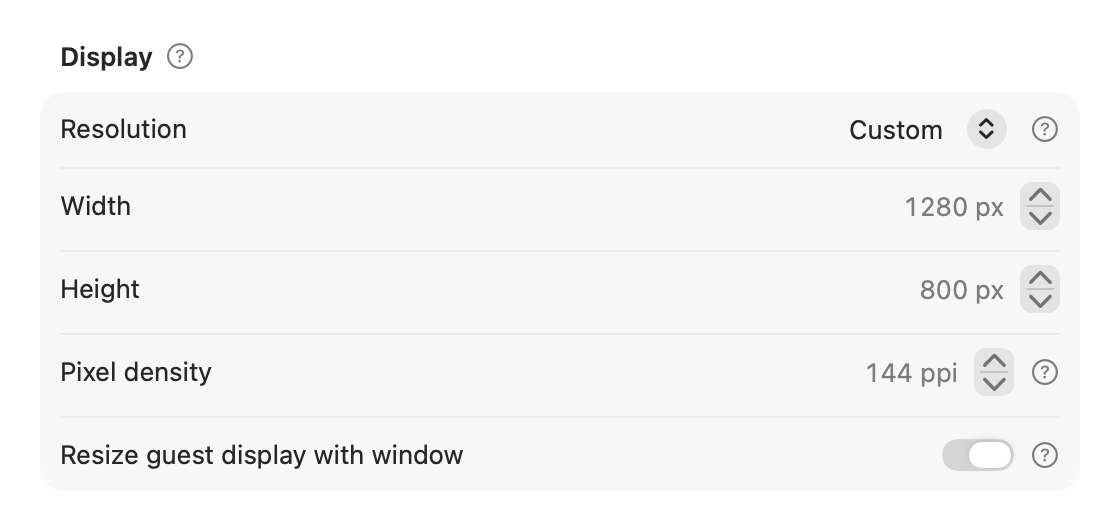 Display ?
Resolution Custom ?
Width 1280 px
Height 800 px
Pixel density 144 ppi ?
Resize guest display with window ?